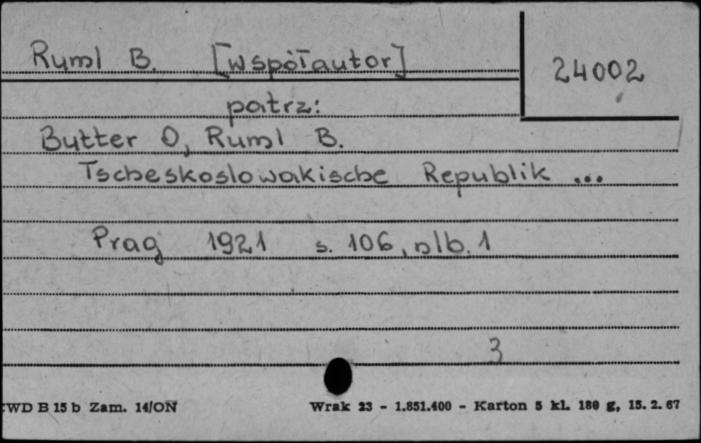 Ruml B. [współautor]
24002
patrz:
Butter O, Ruml B.
Tscheskoslowakische Republik ...
Prag 1921 s. 106, nlb. 1
3
WD B 15 b Zam. 14/ON
Wrak 23 - 1.851.400 - Karton 5 kl. 180 g, 15. 2. 67